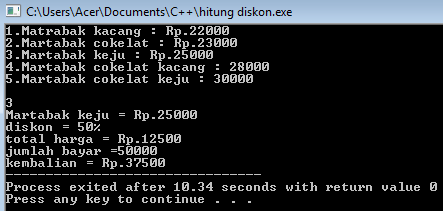 C:\Users\Acer\Documents\C++\hitung diskon.exe
1.Matrabak kacang : Rp.22000
2.Martabak cokelat : Rp.23000
3.Martabak keju : Rp.25000
4.Martabak cokelat kacang : 28000
5.Martabak cokelat keju : 30000
3
Martabak keju = Rp.25000
diskon = 50%
total harga = Rp.12500
jumlah bayar =50000
kembalian = Rp.37500
--------------------------------
Process exited after 10.34 seconds with return value 0
Press any key to continue . . .